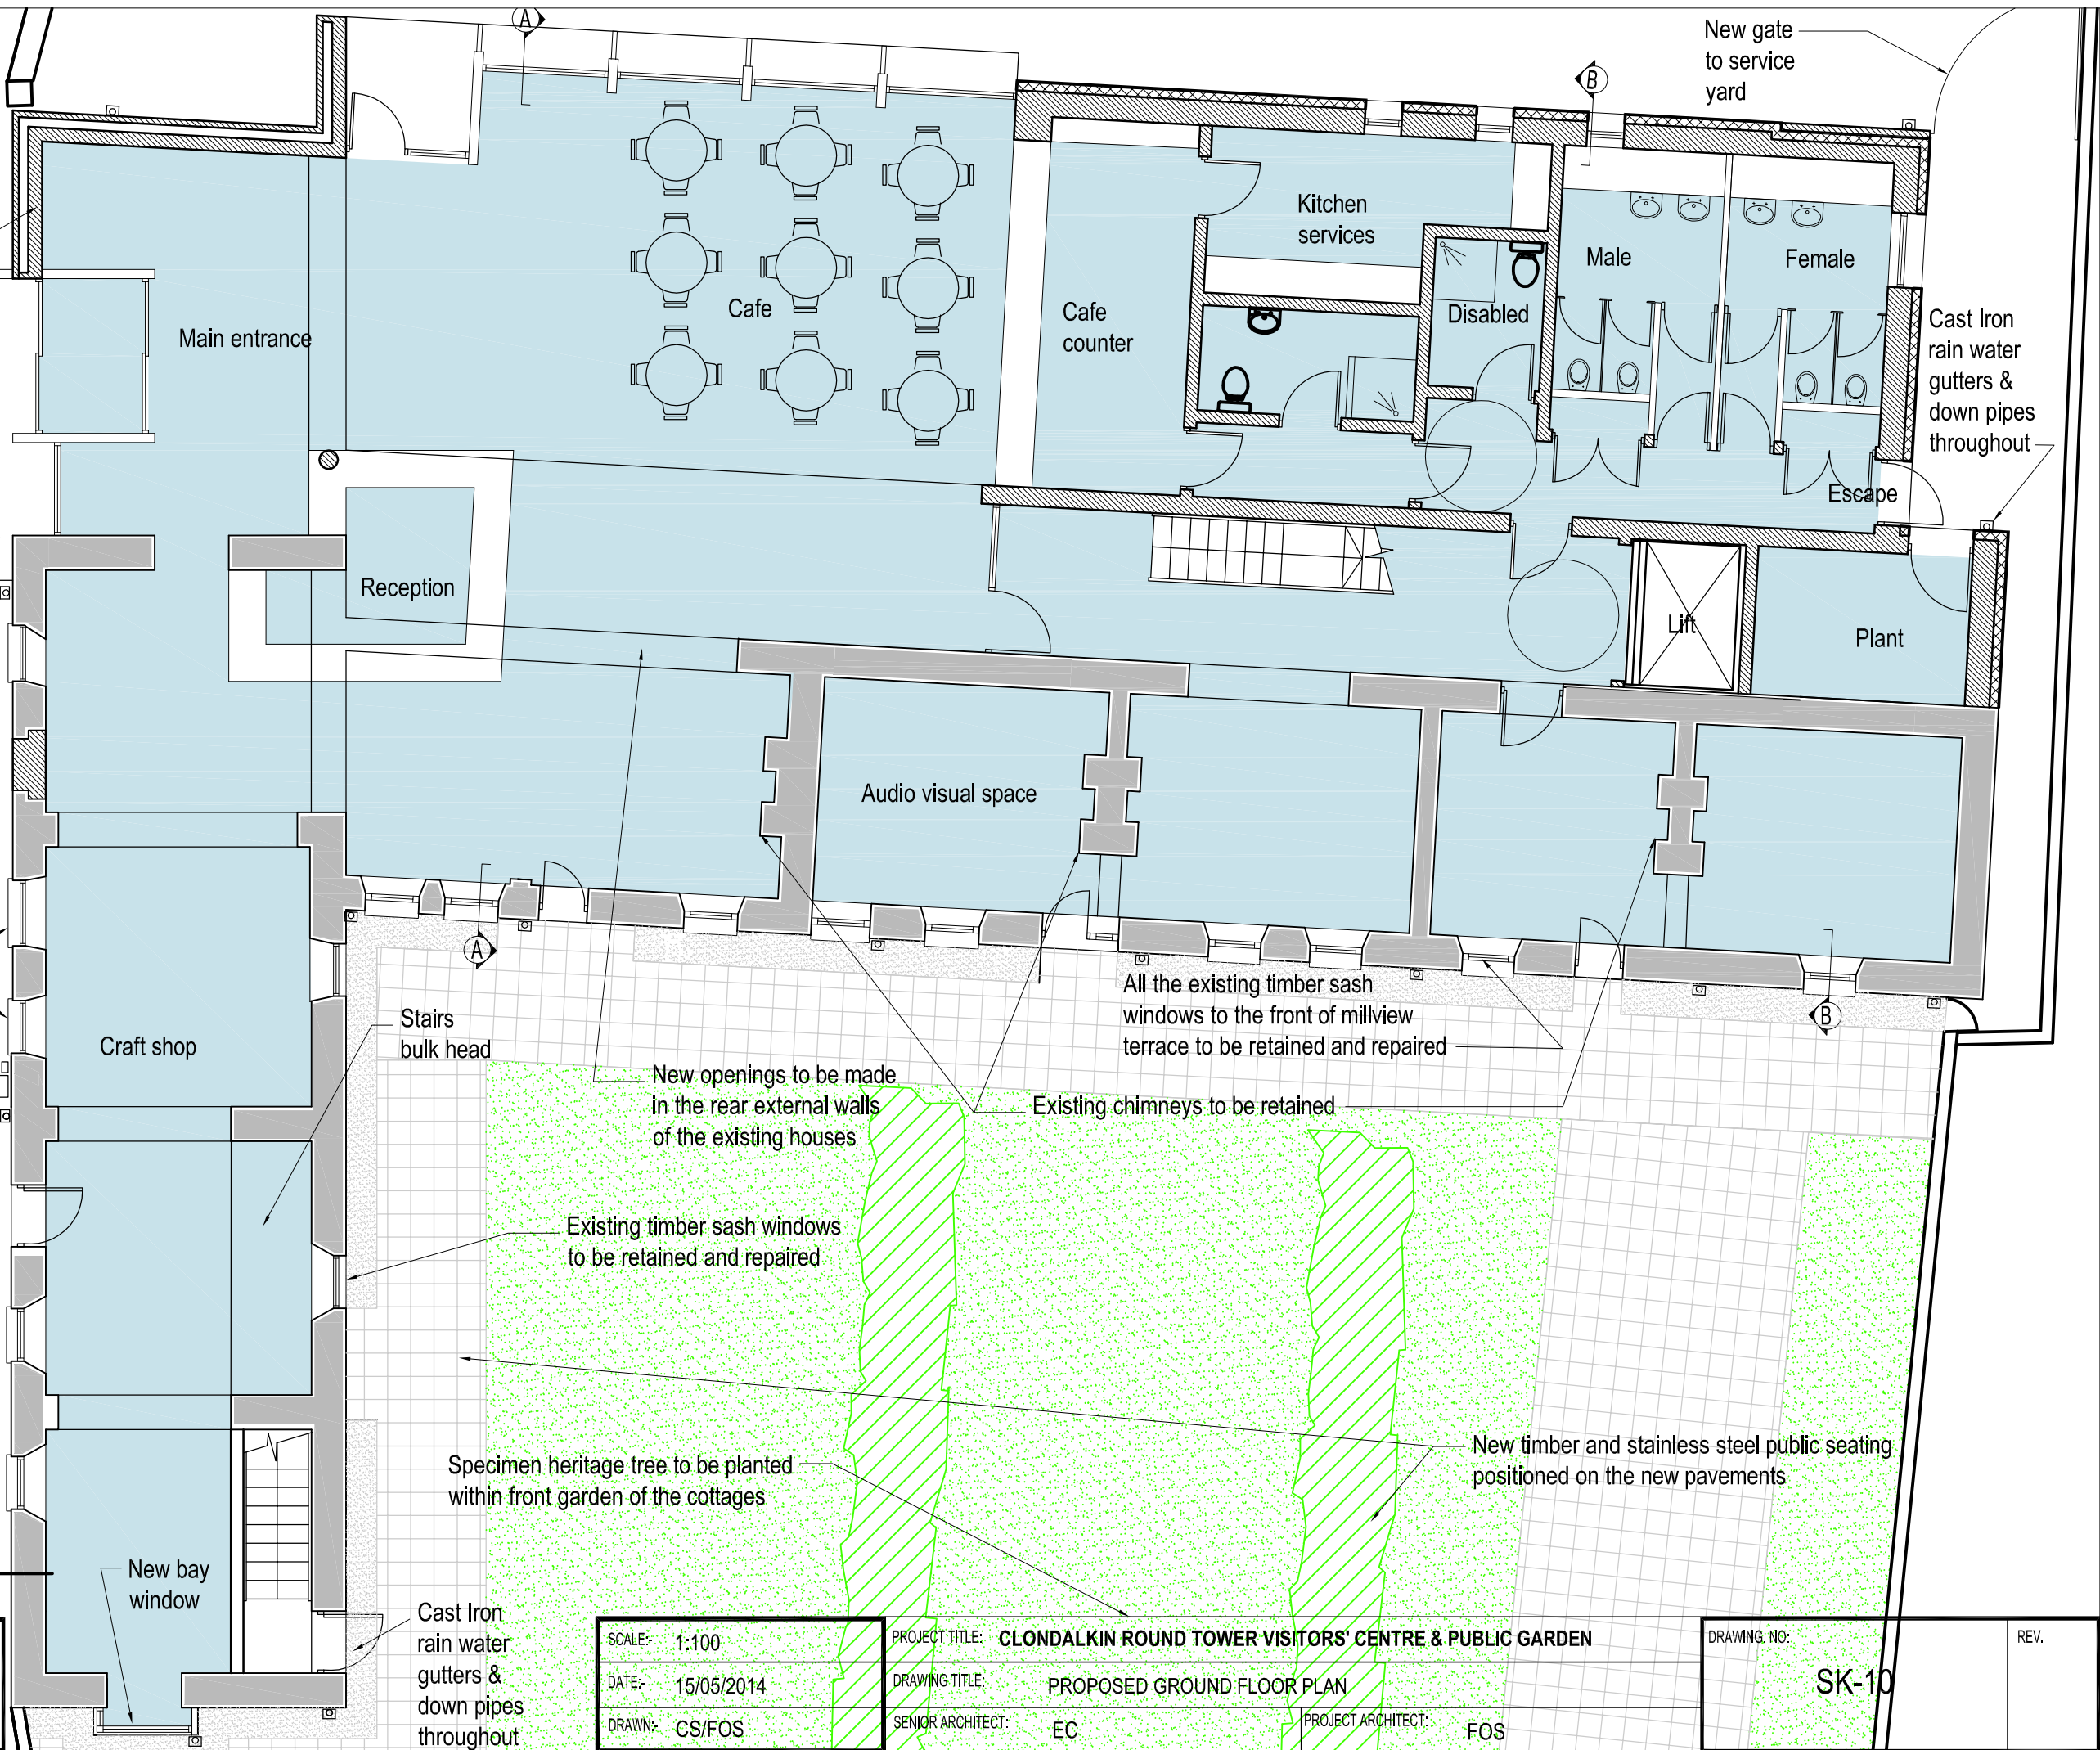 A
New gate
to service
yard
B
Kitchen
services
Male
Female
Main entrance
Cafe
Cafe
counter
Disabled
Cast Iron
rain water
gutters &
down pipes
throughout
Escape
Reception
Lift
Plant
Audio visual space
A
All the existing timber sash
windows to the front of millview
terrace to be retained and repaired
B
Craft shop
Stairs
bulk head
New openings to be made
in the rear external walls
of the existing houses
Existing chimneys to be retained
Existing timber sash windows
to be retained and repaired
Specimen heritage tree to be planted
within front garden of the cottages
New timber and stainless steel public seating
positioned on the new pavements
New bay
window
Cast Iron
rain water
gutters &
down pipes
throughout
SCALE:- 1:100
DATE:- 15/05/2014
DRAWN:- CS/FOS
PROJECT TITLE: CLONDALKIN ROUND TOWER VISITORS' CENTRE & PUBLIC GARDEN
DRAWING TITLE: PROPOSED GROUND FLOOR PLAN
SENIOR ARCHITECT: EC
PROJECT ARCHITECT: FOS
DRAWING. NO:
SK-10
REV.